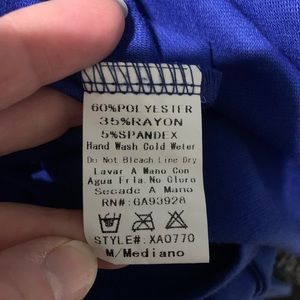 60%POLYESTER
35%RAYON
5%SPANDEX
Hand Wash Cold Water
Do Not Bleach Line Dry
Lavar A Mano Con
Agua Fria.No Cloro
Secade A Mano
RN#: GA93928
STYLE#: XA0770
M/Mediano